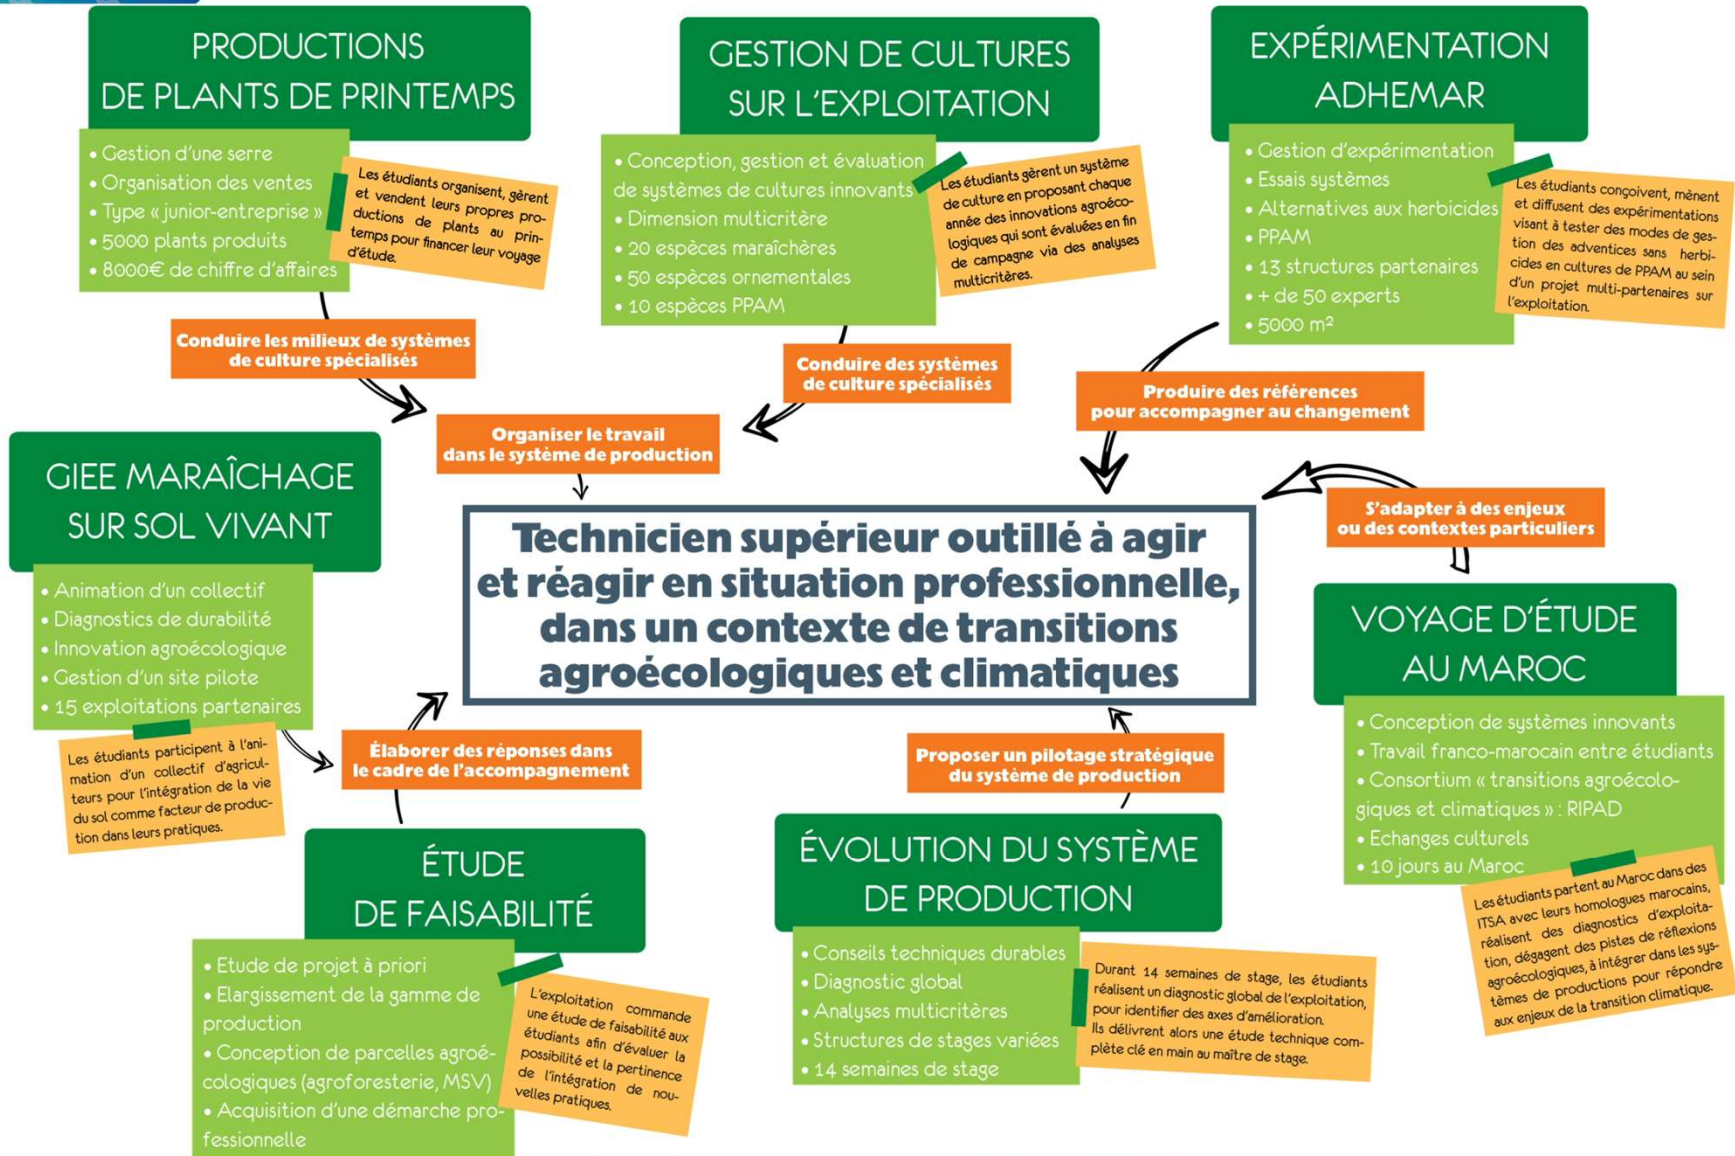 PRODUCTIONS
DE PLANTS DE PRINTEMPS
• Gestion d'une serre
• Organisation des ventes
• Type « junior-entreprise »
• 5000 plants produits
• 8000€ de chiffre d'affaires
Les étudiants organisent, gèrent
et vendent leurs propres pro-
ductions de plants au prin-
temps pour financer leur voyage
d'étude.
Conduire les milieux de systèmes
de culture spécialisés
GESTION DE CULTURES
SUR L'EXPLOITATION
• Conception, gestion et évaluation
de systèmes de cultures innovants
• Dimension multicritère
• 20 espèces maraîchères
• 50 espèces ornementales
• 10 espèces PPAM
Les étudiants gèrent un système
de culture en proposant chaque
année des innovations agroéco-
logiques qui sont évaluées en fin
de campagne via des analyses
multicritères.
Conduire des systèmes
de culture spécialisés
EXPÉRIMENTATION
ADHEMAR
• Gestion d'expérimentation
• Essais systèmes
• Alternatives aux herbicides
• PPAM
• 13 structures partenaires
• + de 50 experts
• 5000 m²
Les étudiants conçoivent, mènent
et diffusent des expérimentations
visant à tester des modes de ges-
tion des adventices sans herbi-
cides en cultures de PPAM au sein
d'un projet multi-partenaires sur
l'exploitation.
Produire des références
pour accompagner au changement
Organiser le travail
dans le système de production
GIEE MARAÎCHAGE
SUR SOL VIVANT
• Animation d'un collectif
• Diagnostics de durabilité
• Innovation agroécologique
• Gestion d'un site pilote
• 15 exploitations partenaires
Les étudiants participent à l'ani-
mation d'un collectif d'agricul-
teurs pour l'intégration de la vie
du sol comme facteur de produc-
tion dans leurs pratiques.
Technicien supérieur outillé à agir
et réagir en situation professionnelle,
dans un contexte de transitions
agroécologiques et climatiques
S'adapter à des enjeux
ou des contextes particuliers
VOYAGE D'ÉTUDE
AU MAROC
• Conception de systèmes innovants
• Travail franco-marocain entre étudiants
• Consortium « transitions agroécolo-
giques et climatiques » : RIPAD
• Echanges culturels
• 10 jours au Maroc
Les étudiants partent au Maroc dans des
ITSA avec leurs homologues marocains,
réalisent des diagnostics d'exploita-
tion, dégagent des pistes de réflexions
agroécologiques, à intégrer dans les sys-
tèmes de productions pour répondre
aux enjeux de la transition climatique.
Élaborer des réponses dans
le cadre de l'accompagnement
Proposer un pilotage stratégique
du système de production
ÉTUDE
DE FAISABILITÉ
• Etude de projet à priori
• Elargissement de la gamme de
production
• Conception de parcelles agroé-
cologiques (agroforesterie, MSV)
• Acquisition d'une démarche pro-
fessionnelle
L'exploitation commande
une étude de faisabilité aux
étudiants afin d'évaluer la
possibilité et la pertinence
de l'intégration de nou-
velles pratiques.
ÉVOLUTION DU SYSTÈME
DE PRODUCTION
• Conseils techniques durables
• Diagnostic global
• Analyses multicritères
• Structures de stages variées
• 14 semaines de stage
Durant 14 semaines de stage, les étudiants
réalisent un diagnostic global de l'exploitation,
pour identifier des axes d'amélioration.
Ils délivrent alors une étude technique com-
plète clé en main au maître de stage.